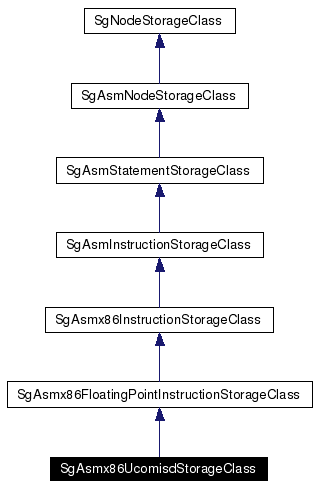 SgNodeStorageClass
SgAsmNodeStorageClass
SgAsmStatementStorageClass
SgAsmInstructionStorageClass
SgAsmx86InstructionStorageClass
SgAsmx86FloatingPointInstructionStorageClass
SgAsmx86UcomisdStorageClass